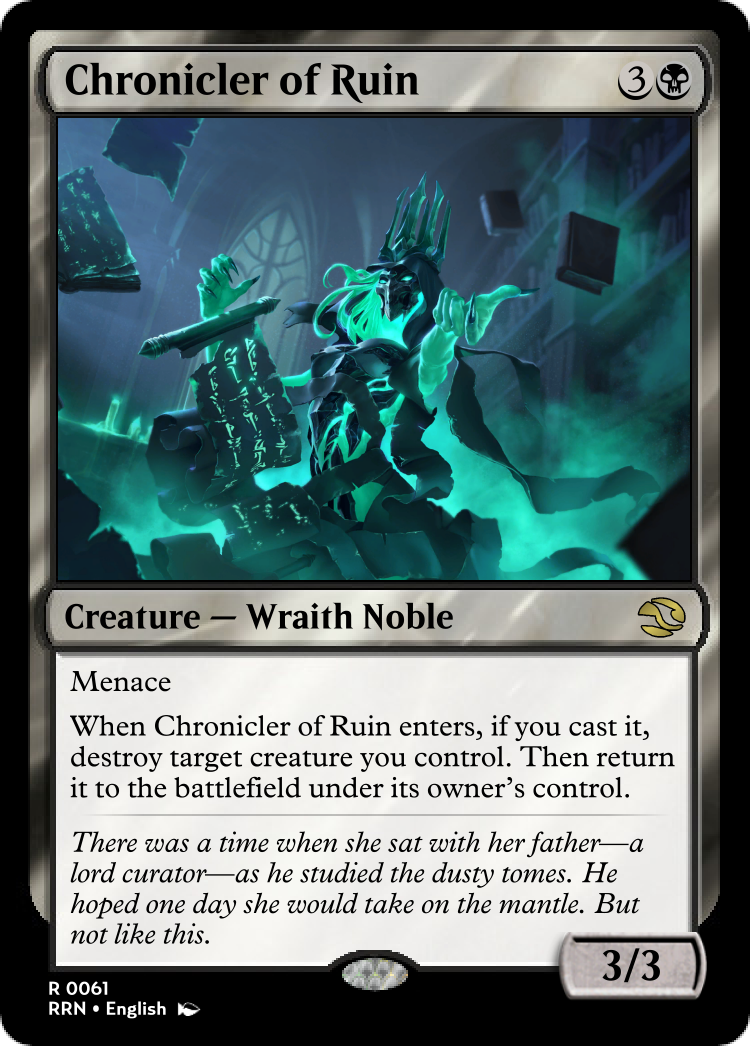 Chronicler of Ruin 3
Creature — Wraith Noble
Menace
When Chronicler of Ruin enters, if you cast it,
destroy target creature you control. Then return
it to the battlefield under its owner's control.
There was a time when she sat with her father—a
lord curator—as he studied the dusty tomes. He
hoped one day she would take on the mantle. But
not like this.
3/3
R 0061
RRN • English